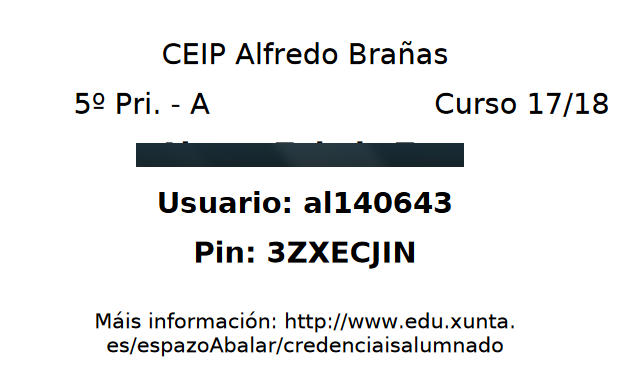 CEIP Alfredo Brañas
5º Pri. - A Curso 17/18
Usuario: al140643
Pin: 3ZXECJIN
Máis información: http://www.edu.xunta.
es/espazoAbalar/credenciaisalumnado